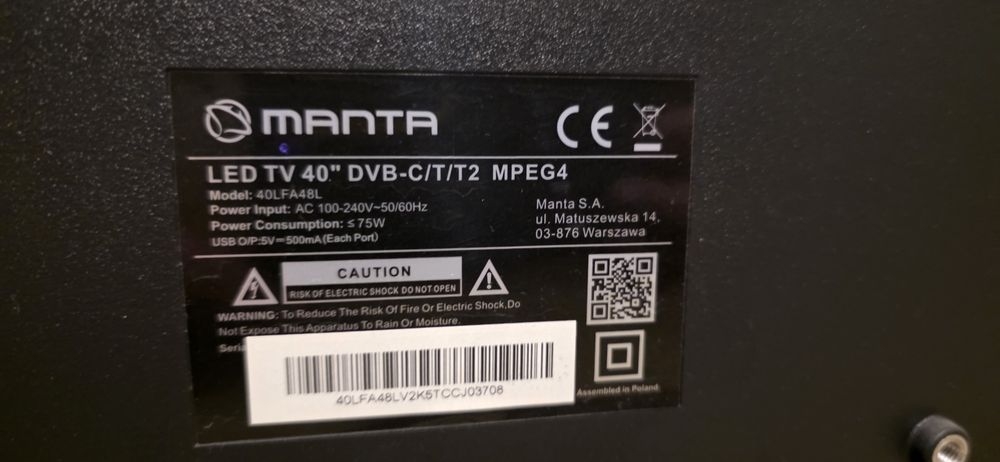 MANTA
CE
LED TV 40" DVB-C/T/T2 MPEG4
Model: 40LFA48L
Power Input: AC 100-240V~50/60Hz
Power Consumption: ≤75W
USB O/P:5V⎓500mA(Each Port)
Manta S.A.
ul. Matuszewska 14,
03-876 Warszawa
CAUTION
RISK OF ELECTRIC SHOCK DO NOT OPEN
WARNING: To Reduce The Risk Of Fire Or Electric Shock,Do
Not Expose This Apparatus To Rain Or Moisture.
40LFA48LV2K5TCCJ03708
Assembled in Poland